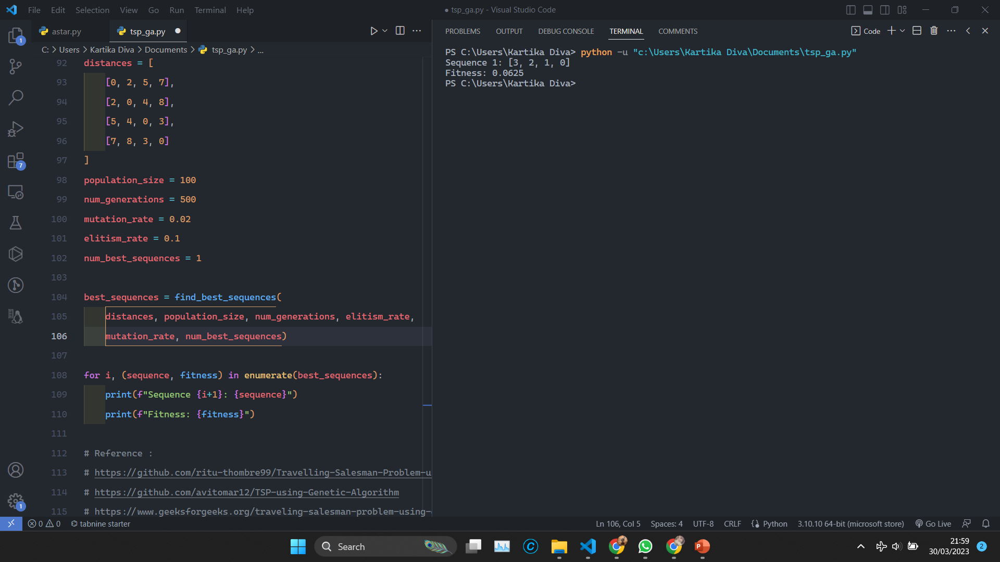 File Edit Selection View Go Run Terminal Help
● tsp_ga.py - Visual Studio Code
astar.py
tsp_ga.py ●
C: > Users > Kartika Diva > Documents > tsp_ga.py > ...
92 distances = [
93 [0, 2, 5, 7],
94 [2, 0, 4, 8],
95 [5, 4, 0, 3],
96 [7, 8, 3, 0]
97 ]
98 population_size = 100
99 num_generations = 500
100 mutation_rate = 0.02
101 elitism_rate = 0.1
102 num_best_sequences = 1
103
104 best_sequences = find_best_sequences(
105 distances, population_size, num_generations, elitism_rate,
106 mutation_rate, num_best_sequences)
107
108 for i, (sequence, fitness) in enumerate(best_sequences):
109 print(f"Sequence {i+1}: {sequence}")
110 print(f"Fitness: {fitness}")
111
112 # Reference :
113 # https://github.com/ritu-thombre99/Travelling-Salesman-Problem-u
114 # https://github.com/avitomar12/TSP-using-Genetic-Algorithm
115 # https://www.geeksforgeeks.org/traveling-salesman-problem-using-
PROBLEMS OUTPUT DEBUG CONSOLE TERMINAL COMMENTS
Code
PS C:\Users\Kartika Diva> python -u "c:\Users\Kartika Diva\Documents\tsp_ga.py"
Sequence 1: [3, 2, 1, 0]
Fitness: 0.0625
PS C:\Users\Kartika Diva>
1
7
1
0 0 tabnine starter
Ln 106, Col 5 Spaces: 4 UTF-8 CRLF Python 3.10.10 64-bit (microsoft store) Go Live
Search
21:59
30/03/2023
2